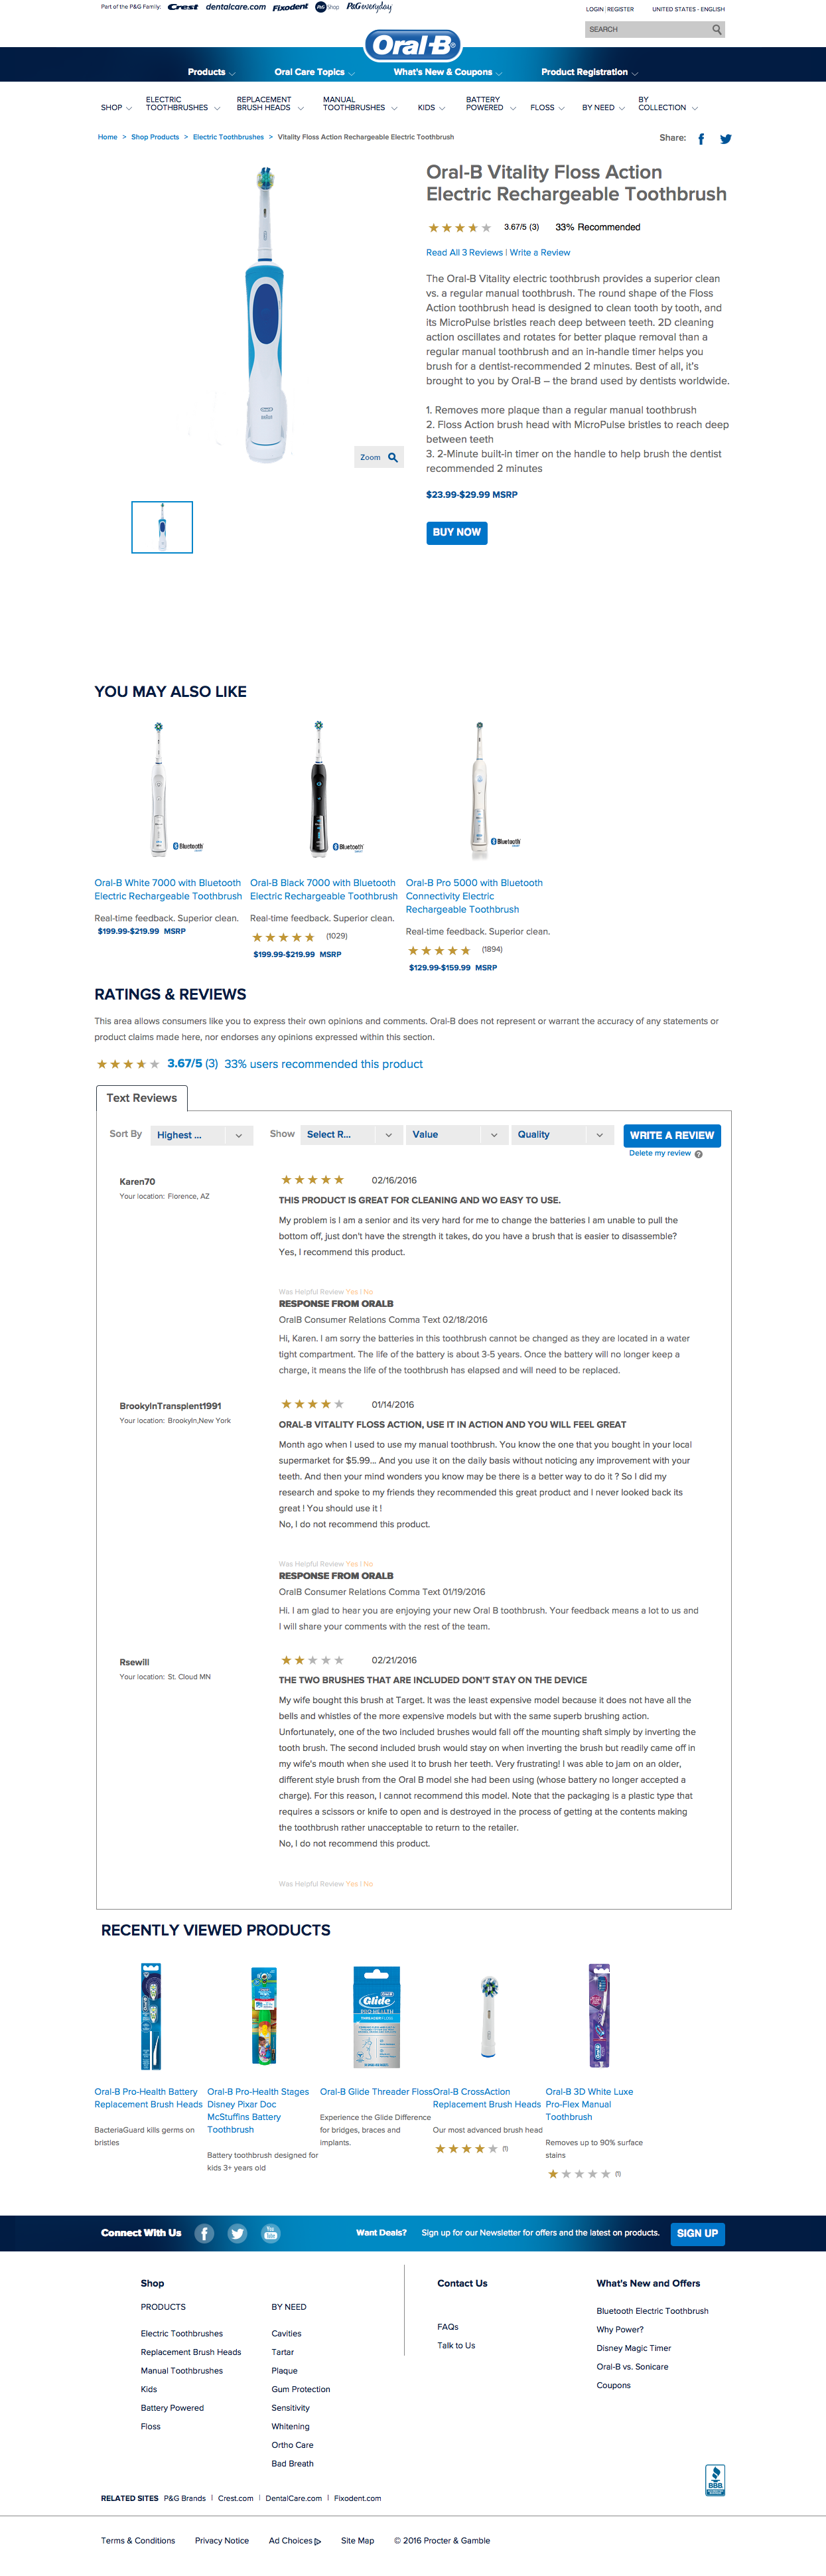 Part of the P&G Family: Crest dentalcare.com Fixodent P&G Shop P&G everyday
LOGIN | REGISTER UNITED STATES - ENGLISH
SEARCH
Oral-B®
Products Oral Care Topics What's New & Coupons Product Registration
SHOP ELECTRIC TOOTHBRUSHES REPLACEMENT BRUSH HEADS MANUAL TOOTHBRUSHES KIDS BATTERY POWERED FLOSS BY NEED BY COLLECTION
Home > Shop Products > Electric Toothbrushes > Vitality Floss Action Rechargeable Electric Toothbrush
Share:
Oral-B Vitality Floss Action
Electric Rechargeable Toothbrush
3.67/5 (3) 33% Recommended
Read All 3 Reviews | Write a Review
The Oral-B Vitality electric toothbrush provides a superior clean
vs. a regular manual toothbrush. The round shape of the Floss
Action toothbrush head is designed to clean tooth by tooth, and
its MicroPulse bristles reach deep between teeth. 2D cleaning
action oscillates and rotates for better plaque removal than a
regular manual toothbrush and an in-handle timer helps you
brush for a dentist-recommended 2 minutes. Best of all, it's
brought to you by Oral-B – the brand used by dentists worldwide.
1. Removes more plaque than a regular manual toothbrush
2. Floss Action brush head with MicroPulse bristles to reach deep
between teeth
3. 2-Minute built-in timer on the handle to help brush the dentist
recommended 2 minutes
Zoom
$23.99-$29.99 MSRP
BUY NOW
YOU MAY ALSO LIKE
Bluetooth
Bluetooth
Bluetooth
Oral-B White 7000 with Bluetooth
Electric Rechargeable Toothbrush
Real-time feedback. Superior clean.
$199.99-$219.99 MSRP
Oral-B Black 7000 with Bluetooth
Electric Rechargeable Toothbrush
Real-time feedback. Superior clean.
(1029)
$199.99-$219.99 MSRP
Oral-B Pro 5000 with Bluetooth
Connectivity Electric
Rechargeable Toothbrush
Real-time feedback. Superior clean.
(1894)
$129.99-$159.99 MSRP
RATINGS & REVIEWS
This area allows consumers like you to express their own opinions and comments. Oral-B does not represent or warrant the accuracy of any statements or
product claims made here, nor endorses any opinions expressed within this section.
3.67/5 (3) 33% users recommended this product
Text Reviews
Sort By Highest ... Show Select R... Value Quality WRITE A REVIEW
Delete my review ?
Karen70
Your location: Florence, AZ
02/16/2016
THIS PRODUCT IS GREAT FOR CLEANING AND WO EASY TO USE.
My problem is I am a senior and its very hard for me to change the batteries I am unable to pull the
bottom off, just don't have the strength it takes, do you have a brush that is easier to disassemble?
Yes, I recommend this product.
Was Helpful Review Yes | No
RESPONSE FROM ORALB
OralB Consumer Relations Comma Text 02/18/2016
Hi, Karen. I am sorry the batteries in this toothbrush cannot be changed as they are located in a water
tight compartment. The life of the battery is about 3-5 years. Once the battery will no longer keep a
charge, it means the life of the toothbrush has elapsed and will need to be replaced.
BrooklynTransplent1991
Your location: Brookyln,New York
01/14/2016
ORAL-B VITALITY FLOSS ACTION, USE IT IN ACTION AND YOU WILL FEEL GREAT
Month ago when I used to use my manual toothbrush. You know the one that you bought in your local
supermarket for $5.99... And you use it on the daily basis without noticing any improvement with your
teeth. And then your mind wonders you know may be there is a better way to do it ? So I did my
research and spoke to my friends they recommended this great product and I never looked back its
great ! You should use it !
No, I do not recommend this product.
Was Helpful Review Yes | No
RESPONSE FROM ORALB
OralB Consumer Relations Comma Text 01/19/2016
Hi. I am glad to hear you are enjoying your new Oral B toothbrush. Your feedback means a lot to us and
I will share your comments with the rest of the team.
Rsewill
Your location: St. Cloud MN
02/21/2016
THE TWO BRUSHES THAT ARE INCLUDED DON'T STAY ON THE DEVICE
My wife bought this brush at Target. It was the least expensive model because it does not have all the
bells and whistles of the more expensive models but with the same superb brushing action.
Unfortunately, one of the two included brushes would fall off the mounting shaft simply by inverting the
tooth brush. The second included brush would stay on when inverting the brush but readily came off in
my wife's mouth when she used it to brush her teeth. Very frustrating! I was able to jam on an older,
different style brush from the Oral B model she had been using (whose battery no longer accepted a
charge). For this reason, I cannot recommend this model. Note that the packaging is a plastic type that
requires a scissors or knife to open and is destroyed in the process of getting at the contents making
the toothbrush rather unacceptable to return to the retailer.
No, I do not recommend this product.
Was Helpful Review Yes | No
RECENTLY VIEWED PRODUCTS
Glide
PRO-HEALTH
Oral-B Pro-Health Battery
Replacement Brush Heads
BacteriaGuard kills germs on
bristles
Oral-B Pro-Health Stages
Disney Pixar Doc
McStuffins Battery
Toothbrush
Battery toothbrush designed for
kids 3+ years old
Oral-B Glide Threader Floss
Experience the Glide Difference
for bridges, braces and
implants.
Oral-B CrossAction
Replacement Brush Heads
Our most advanced brush head
(1)
Oral-B 3D White Luxe
Pro-Flex Manual
Toothbrush
Removes up to 90% surface
stains
(1)
Connect With Us You Tube Want Deals? Sign up for our Newsletter for offers and the latest on products. SIGN UP
Shop
PRODUCTS
Electric Toothbrushes
Replacement Brush Heads
Manual Toothbrushes
Kids
Battery Powered
Floss
BY NEED
Cavities
Tartar
Plaque
Gum Protection
Sensitivity
Whitening
Ortho Care
Bad Breath
Contact Us
FAQs
Talk to Us
What's New and Offers
Bluetooth Electric Toothbrush
Why Power?
Disney Magic Timer
Oral-B vs. Sonicare
Coupons
BBB
RELATED SITES P&G Brands | Crest.com | DentalCare.com | Fixodent.com
Terms & Conditions Privacy Notice Ad Choices Site Map © 2016 Procter & Gamble